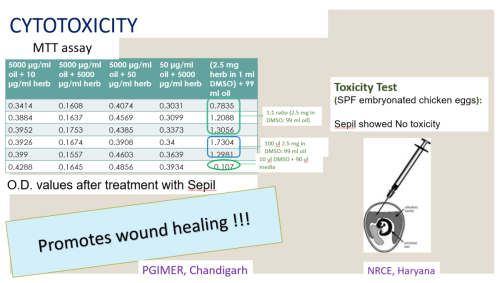 CYTOTOXICITY
MTT assay
5000 µg/ml oil + 10 µg/ml herb
5000 µg/ml oil + 5000 µg/ml herb
5000 µg/ml oil + 50 µg/ml herb
50 µg/ml oil + 5000 µg/ml herb
(2.5 mg herb in 1 ml DMSO) + 99 ml oil
0.3414 0.1608 0.4074 0.3031 0.7835
0.3884 0.1637 0.4569 0.3099 1.2088
0.3952 0.1753 0.4385 0.3373 1.3056
0.3926 0.1674 0.3908 0.34 1.7304
0.399 0.1557 0.4603 0.3639 1.2981
0.4288 0.1645 0.4856 0.3934 0.107
1:1 ratio (2.5 mg in
DMSO: 99 ml oil)
100 ul 2.5 mg in
DMSO: 99 ml oil)
10 ul DMSO + 90 ul
media
O.D. values after treatment with Sepil
Promotes wound healing !!!
PGIMER, Chandigarh
Toxicity Test
(SPF embryonated chicken eggs):
Sepil showed No toxicity
NRCE, Haryana